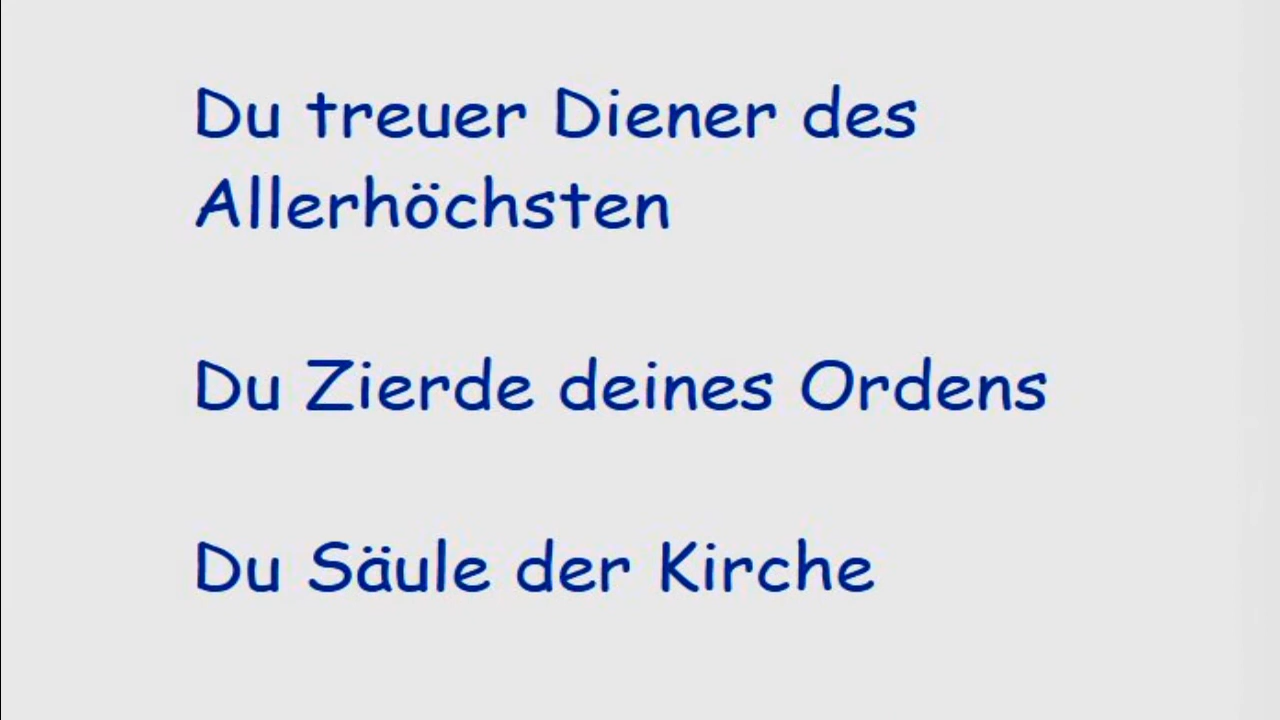 Du treuer Diener des
Allerhöchsten
Du Zierde deines Ordens
Du Säule der Kirche